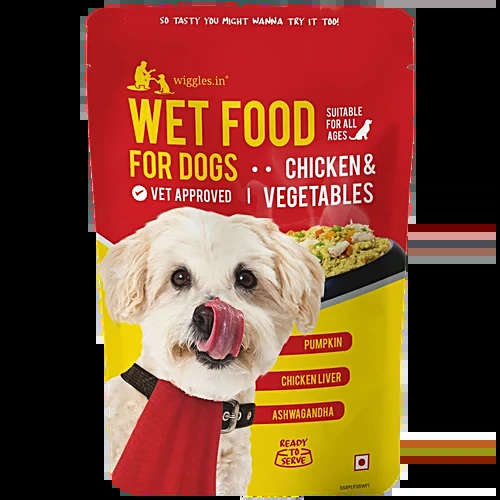 SO TASTY YOU MIGHT WANNA TRY IT TOO!
wiggles.in®
WET FOOD
SUITABLE
FOR ALL
AGES
FOR DOGS •• CHICKEN &
VET APPROVED | VEGETABLES
PUMPKIN
CHICKEN LIVER
ASHWAGANDHA
READY
TO
SERVE